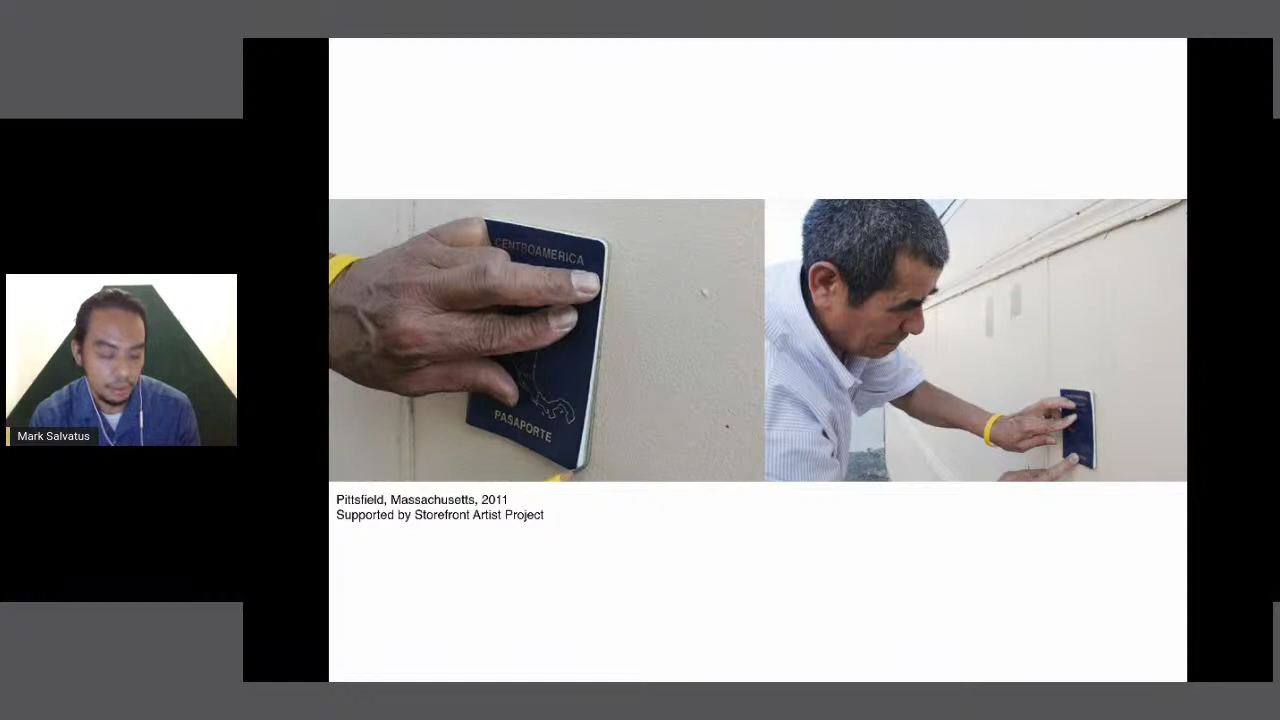 CENTROAMERICA
PASAPORTE
Mark Salvatus
Pittsfield, Massachusetts, 2011
Supported by Storefront Artist Project